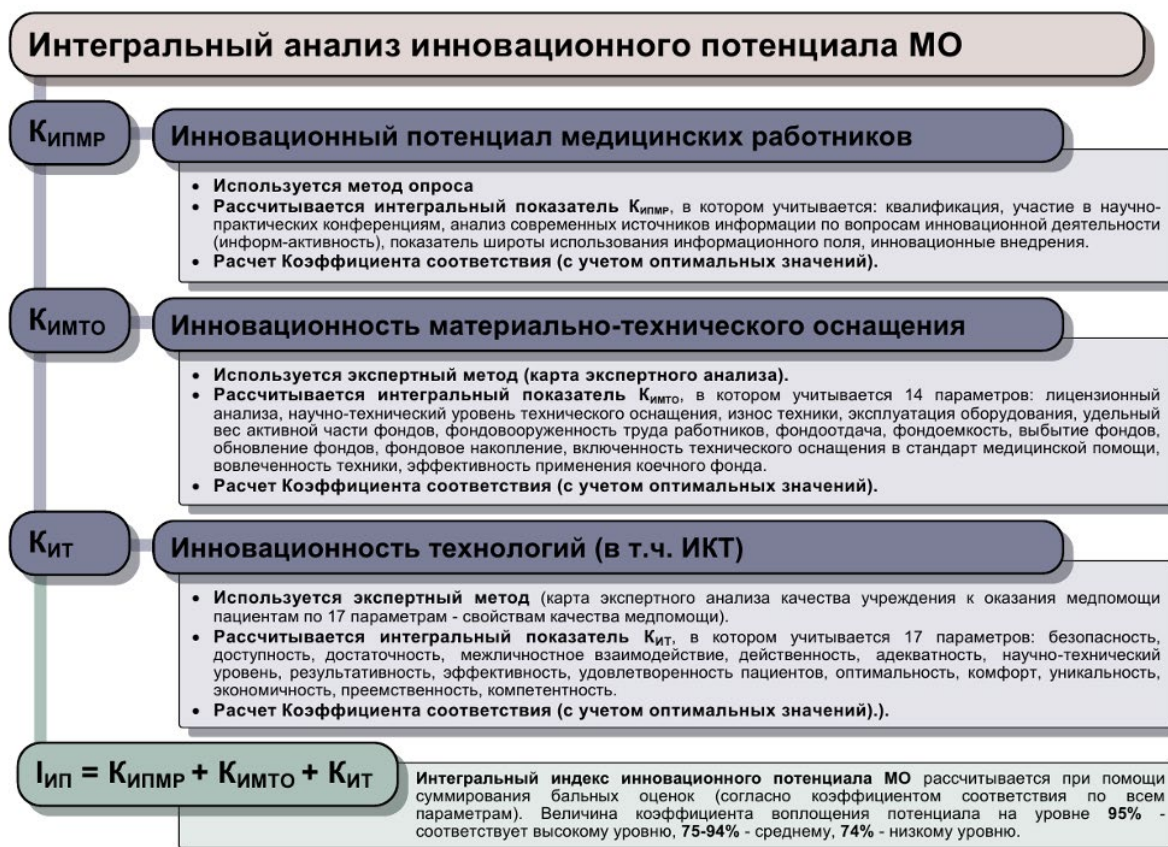 Интегральный анализ инновационного потенциала МО
КИПМР
Инновационный потенциал медицинских работников
• Используется метод опроса
• Рассчитывается интегральный показатель КИПМР, в котором учитывается: квалификация, участие в научно-
практических конференциям, анализ современных источников информации по вопросам инновационной деятельности
(информ-активность), показатель широты использования информационного поля, инновационные внедрения.
• Расчет Коэффициента соответствия (с учетом оптимальных значений).
КИМТО
Инновационность материально-технического оснащения
• Используется экспертный метод (карта экспертного анализа).
• Рассчитывается интегральный показатель КИМТО, в котором учитывается 14 параметров: лицензионный
анализа, научно-технический уровень технического оснащения, износ техники, эксплуатация оборудования, удельный
вес активной части фондов, фондовооруженность труда работников, фондоотдача, фондоемкость, выбытие фондов,
обновление фондов, фондовое накопление, включенность технического оснащения в стандарт медицинской помощи,
вовлеченность техники, эффективность применения коечного фонда.
• Расчет Коэффициента соответствия (с учетом оптимальных значений).
КИТ
Инновационность технологий (в т.ч. ИКТ)
• Используется экспертный метод (карта экспертного анализа качества учреждения к оказания медпомощи
пациентам по 17 параметрам - свойствам качества медпомощи).
• Рассчитывается интегральный показатель КИТ, в котором учитывается 17 параметров: безопасность,
доступность, достаточность, межличностное взаимодействие, действенность, адекватность, научно-технический
уровень, результативность, эффективность, удовлетворенность пациентов, оптимальность, комфорт, уникальность,
экономичность, преемственность, компетентность.
• Расчет Коэффициента соответствия (с учетом оптимальных значений).).
IИП = КИПМР + КИМТО + КИТ
Интегральный индекс инновационного потенциала МО рассчитывается при помощи
суммирования бальных оценок (согласно коэффициентом соответствия по всем
параметрам). Величина коэффициента воплощения потенциала на уровне 95% -
соответствует высокому уровню, 75-94% - среднему, 74% - низкому уровню.